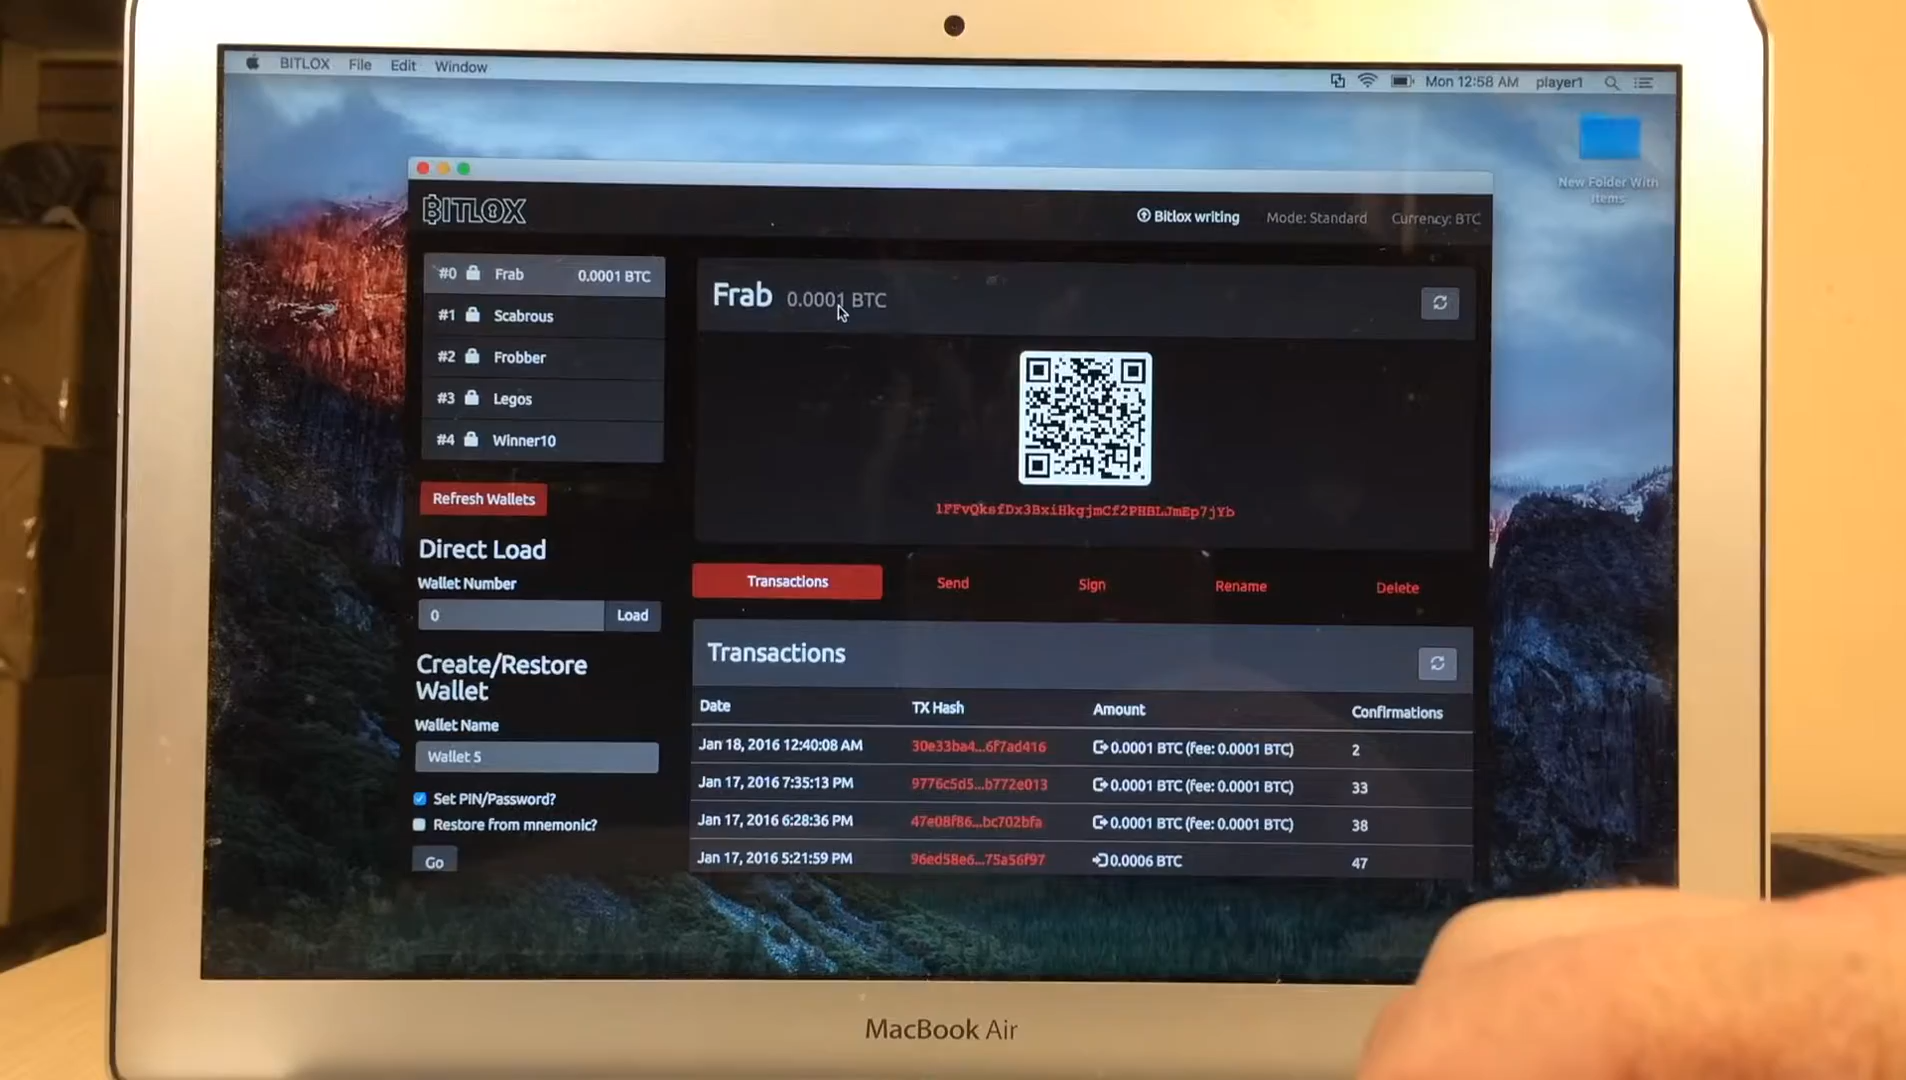 BITLOX File Edit Window
Mon 12:58 AM player1
New Folder With
Items
BITLOX
Bitlox writing Mode: Standard Currency: BTC
#0 Frab 0.0001 BTC
#1 Scabrous
#2 Frobber
#3 Legos
#4 Winner10
Refresh Wallets
Direct Load
Wallet Number
0 Load
Create/Restore
Wallet
Wallet Name
Wallet 5
Set PIN/Password?
Restore from mnemonic?
Go
Frab 0.0001 BTC
1FFvQksfDx3BxiHkgjmCf2PHBLJmEp7jYb
Transactions Send Sign Rename Delete
Transactions
Date TX Hash Amount Confirmations
Jan 18, 2016 12:40:08 AM 30e33ba4...6f7ad416 0.0001 BTC (fee: 0.0001 BTC) 2
Jan 17, 2016 7:35:13 PM 9776c5d5...b772e013 0.0001 BTC (fee: 0.0001 BTC) 33
Jan 17, 2016 6:28:36 PM 47e08f86...bc702bfa 0.0001 BTC (fee: 0.0001 BTC) 38
Jan 17, 2016 5:21:59 PM 96ed58e6...75a56f97 0.0006 BTC 47
MacBook Air